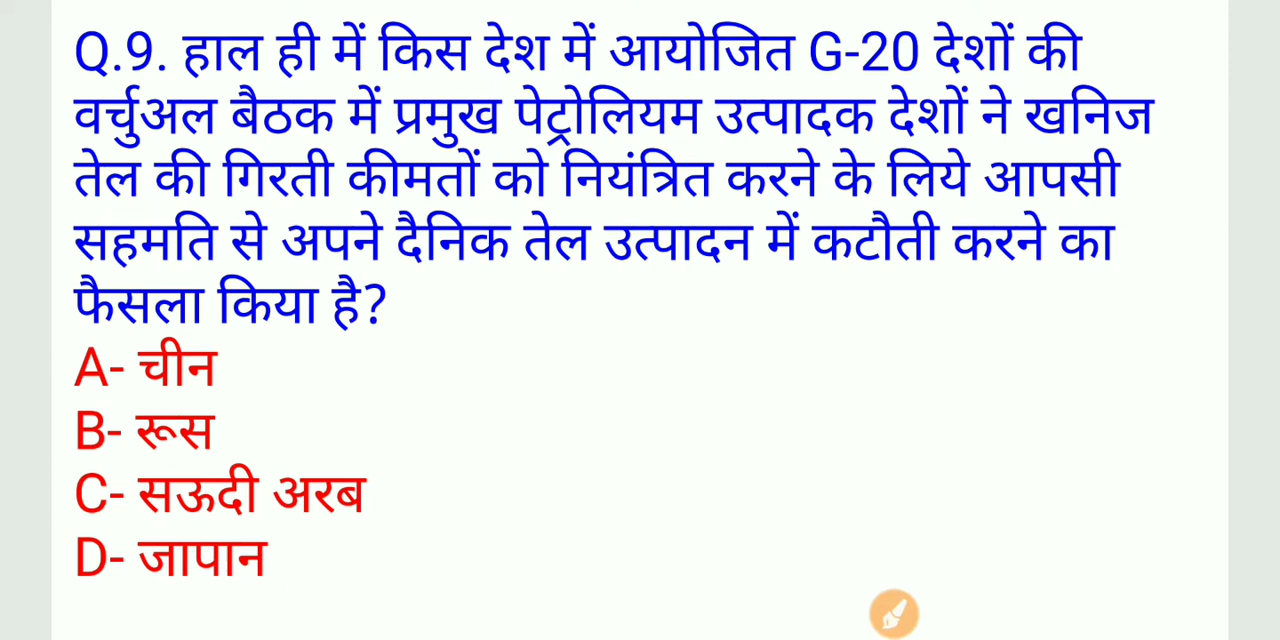 Q.9. हाल ही में किस देश में आयोजित G-20 देशों की
वर्चुअल बैठक में प्रमुख पेट्रोलियम उत्पादक देशों ने खनिज
तेल की गिरती कीमतों को नियंत्रित करने के लिये आपसी
सहमति से अपने दैनिक तेल उत्पादन में कटौती करने का
फैसला किया है?
A- चीन
B- रूस
C- सऊदी अरब
D- जापान